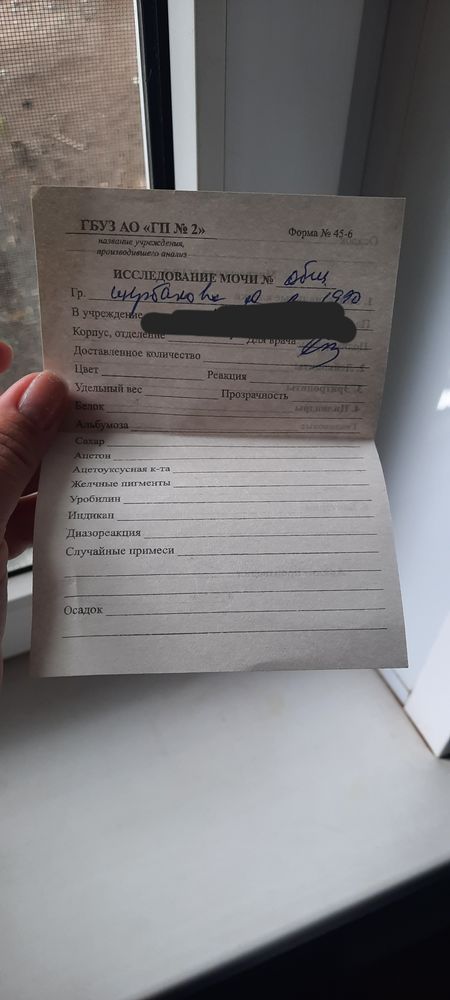 ГБУЗ АО «ГП № 2» Форма № 45-б
название учреждения,
производившего анализ
ИССЛЕДОВАНИЕ МОЧИ № общ
Гр. 1990
В учреждение
Корпус, отделение Для врача
Доставленное количество
Цвет Реакция
Удельный вес Прозрачность
Белок
Альбумоза
Сахар
Ацетон
Ацетоуксусная к-та
Желчные пигменты
Уробилин
Индикан
Диазореакция
Случайные примеси
Осадок